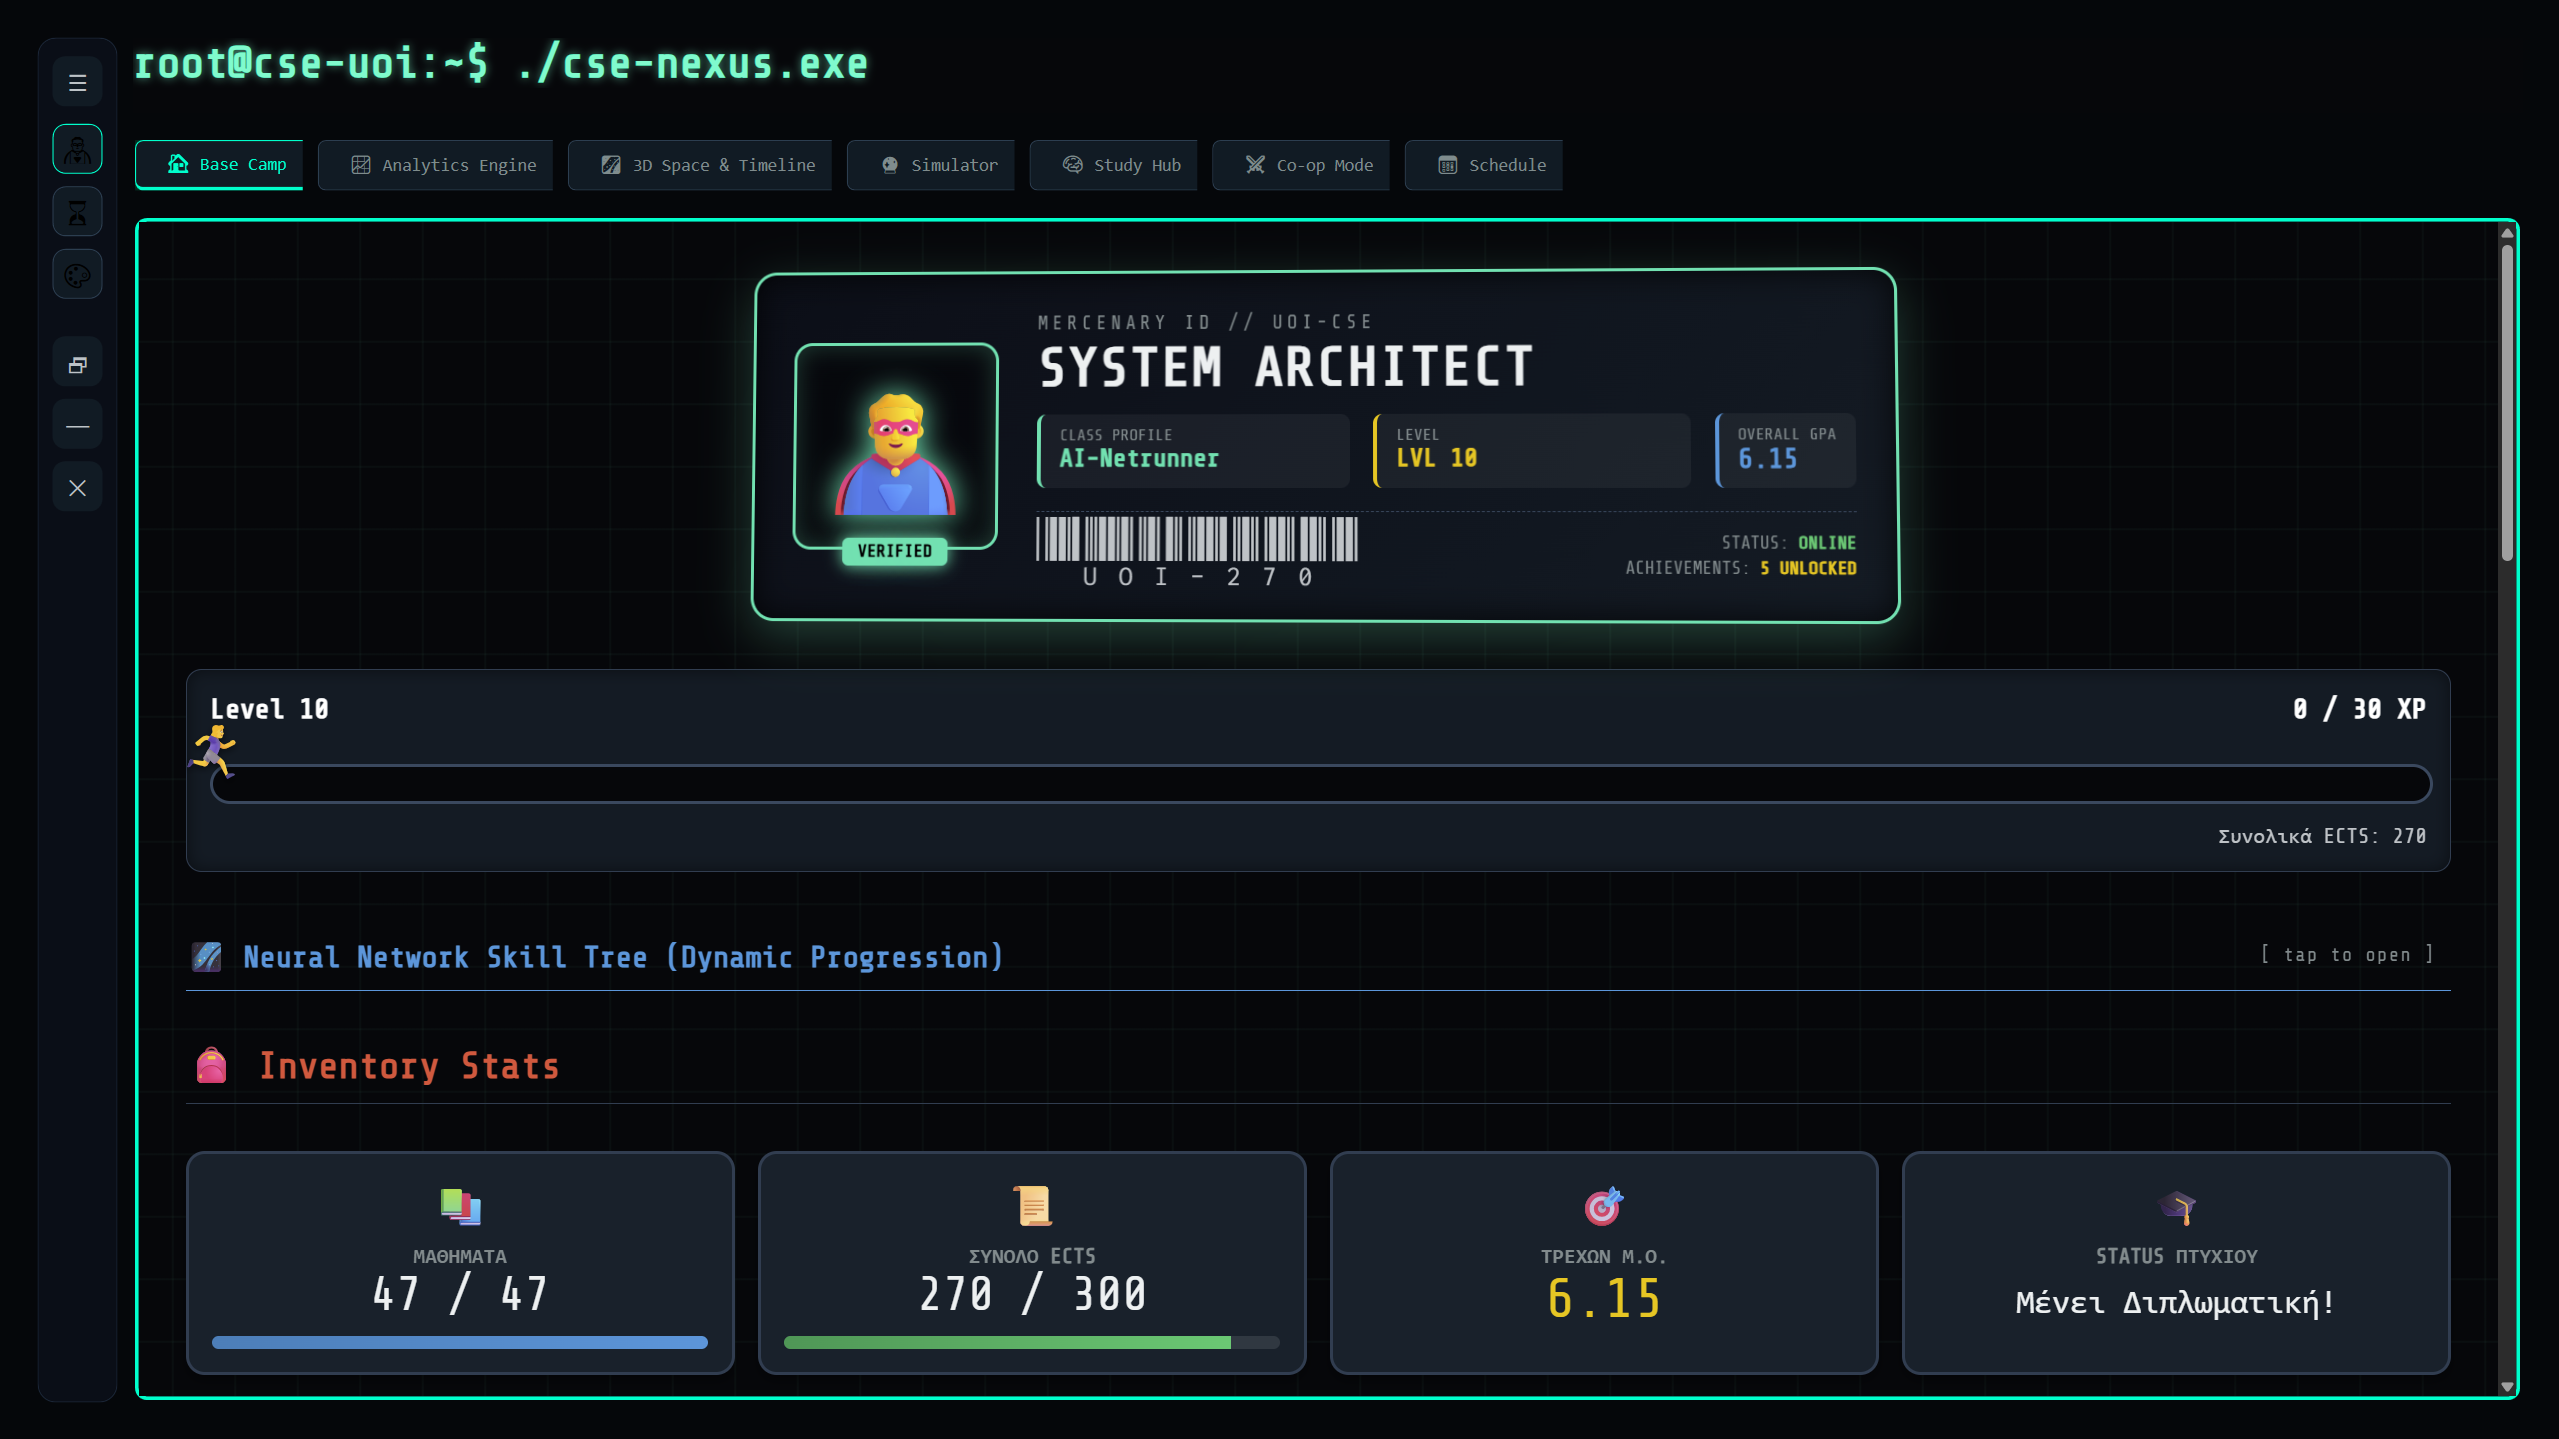 root@cse-uoi:~$ ./cse-nexus.exe
Base Camp
Analytics Engine
3D Space & Timeline
Simulator
Study Hub
Co-op Mode
Schedule
MERCENARY ID // UOI-CSE
SYSTEM ARCHITECT
CLASS PROFILE
AI-Netrunner
LEVEL
LVL 10
OVERALL GPA
6.15
VERIFIED
UOI-270
STATUS: ONLINE
ACHIEVEMENTS: 5 UNLOCKED
Level 10
0 / 30 XP
Συνολικά ECTS: 270
Neural Network Skill Tree (Dynamic Progression)
[ tap to open ]
Inventory Stats
ΜΑΘΗΜΑΤΑ
47 / 47
ΣΥΝΟΛΟ ECTS
270 / 300
ΤΡΕΧΩΝ Μ.Ο.
6.15
STATUS ΠΤΥΧΙΟΥ
Μένει Διπλωματική!